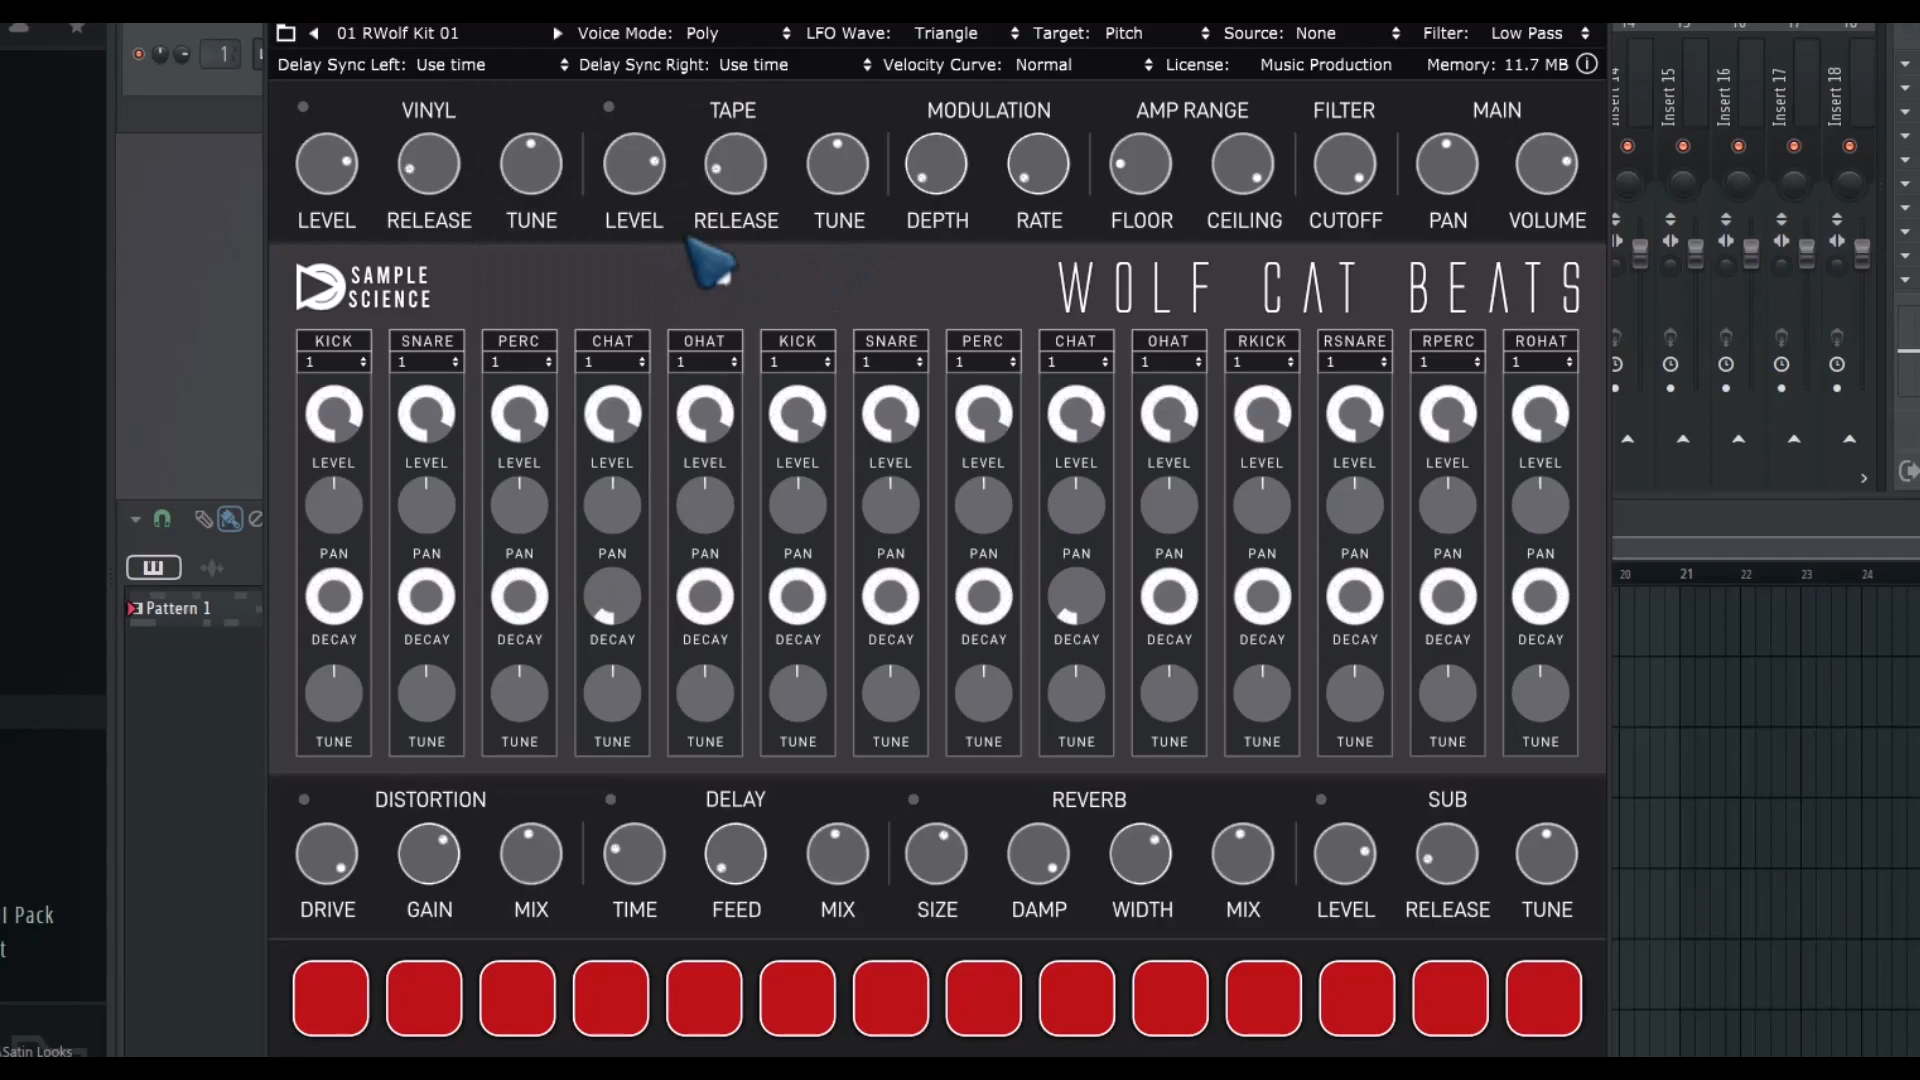 01 RWolf Kit 01 Voice Mode: Poly LFO Wave: Triangle Target: Pitch Source: None Filter: Low Pass
Delay Sync Left: Use time Delay Sync Right: Use time Velocity Curve: Normal License: Music Production Memory: 11.7 MB
VINYL TAPE MODULATION AMP RANGE FILTER MAIN
LEVEL RELEASE TUNE LEVEL RELEASE TUNE DEPTH RATE FLOOR CEILING CUTOFF PAN VOLUME
SAMPLE
SCIENCE
WOLF CAT BEATS
KICK SNARE PERC CHAT OHAT KICK SNARE PERC CHAT OHAT RKICK RSNARE RPERC ROHAT
1 1 1 1 1 1 1 1 1 1 1 1 1 1
LEVEL LEVEL LEVEL LEVEL LEVEL LEVEL LEVEL LEVEL LEVEL LEVEL LEVEL LEVEL LEVEL LEVEL
PAN PAN PAN PAN PAN PAN PAN PAN PAN PAN PAN PAN PAN PAN
DECAY DECAY DECAY DECAY DECAY DECAY DECAY DECAY DECAY DECAY DECAY DECAY DECAY DECAY
TUNE TUNE TUNE TUNE TUNE TUNE TUNE TUNE TUNE TUNE TUNE TUNE TUNE TUNE
DISTORTION DELAY REVERB SUB
DRIVE GAIN MIX TIME FEED MIX SIZE DAMP WIDTH MIX LEVEL RELEASE TUNE
1
Pattern 1
l Pack
t
Satin Looks
Insert 14
Insert 15
Insert 16
Insert 17
Insert 18
20 21 22 23 24